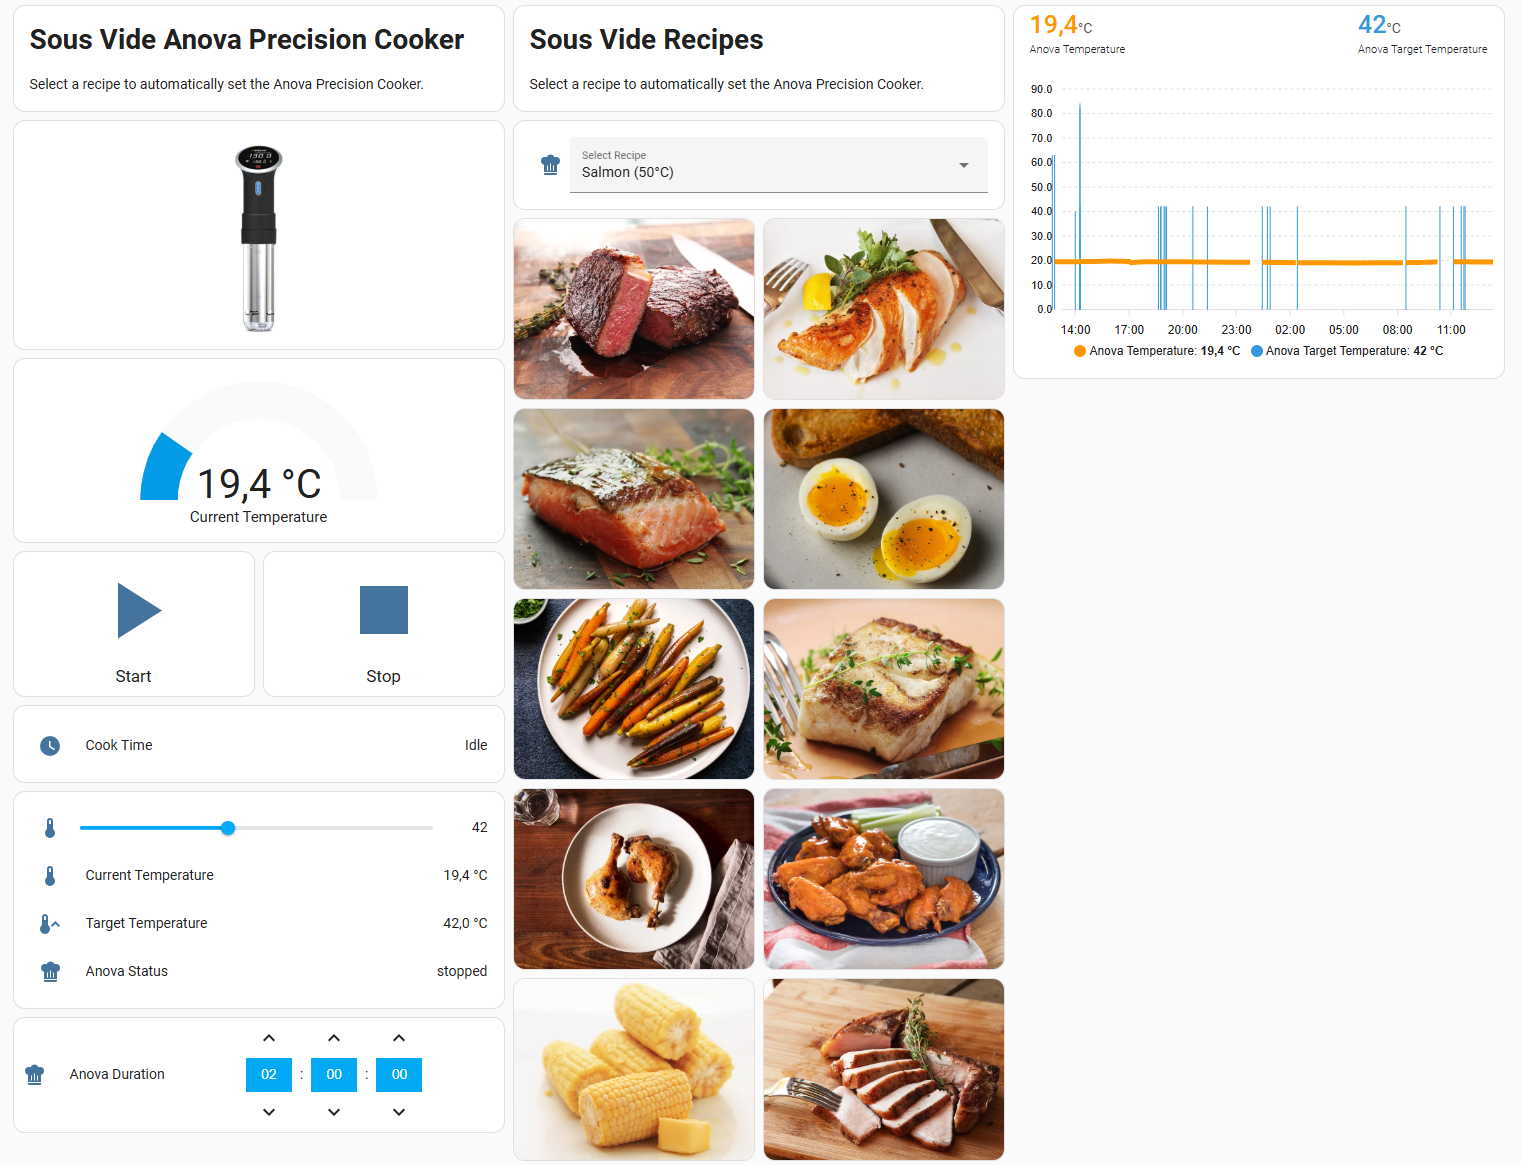 Sous Vide Anova Precision Cooker
Select a recipe to automatically set the Anova Precision Cooker.
130.0
19,4 °C
Current Temperature
Start
Stop
Cook Time
Idle
42
Current Temperature
19,4 °C
Target Temperature
42,0 °C
Anova Status
stopped
Anova Duration
02 : 00 : 00
Sous Vide Recipes
Select a recipe to automatically set the Anova Precision Cooker.
Select Recipe
Salmon (50°C)
19,4°C
Anova Temperature
42°C
Anova Target Temperature
90.0
80.0
70.0
60.0
50.0
40.0
30.0
20.0
10.0
0.0
14:00 17:00 20:00 23:00 02:00 05:00 08:00 11:00
Anova Temperature: 19,4 °C Anova Target Temperature: 42 °C